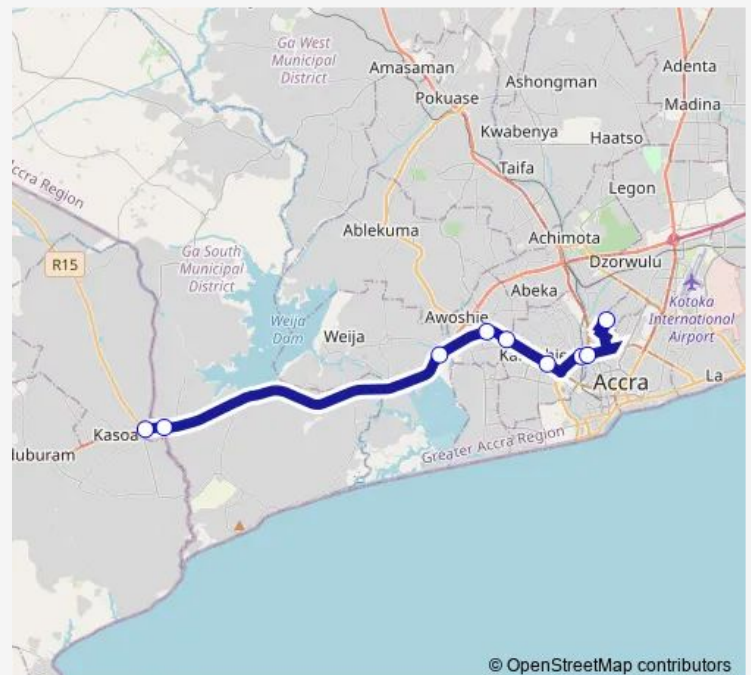 Ga West
Municipal
District
Amasaman
Pokuase
Ashongman
Adenta
Madina
Kwabenya
Haatso
Taifa
Legon
Accra Region
Ablekuma
Achimota
Ga South
Municipal
District
R15
Dzorwulu
Abeka
Kotoka
International
Airport
Weija
Dam
Weija
Awoshie
Accra
La
Kasoa
Greater Accra Region
© OpenStreetMap contributors